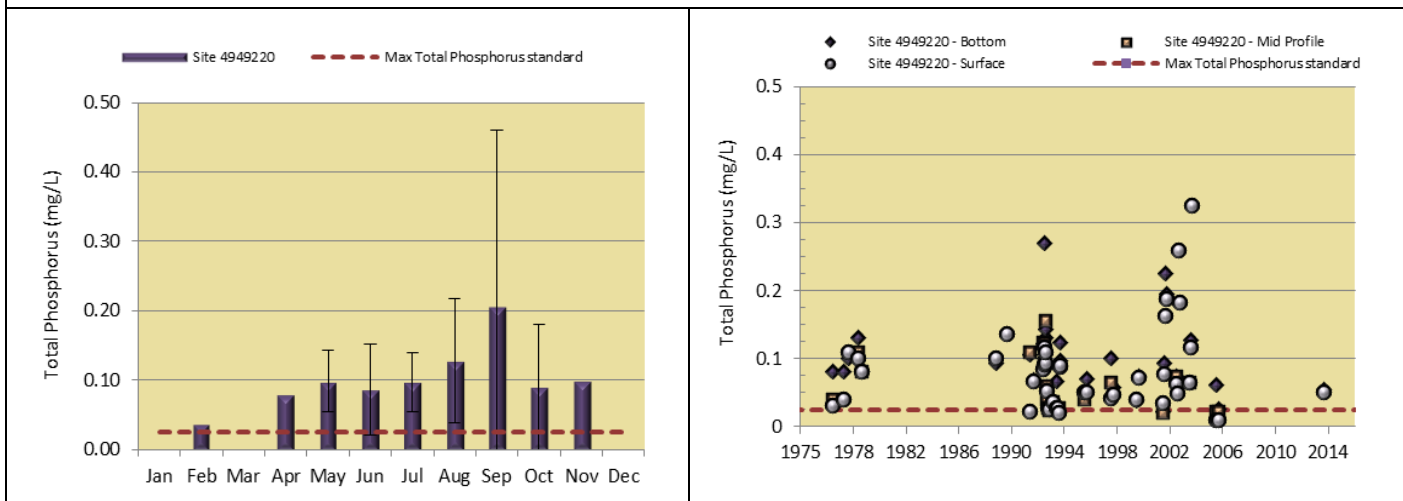 Site 4949220
Max Total Phosphorus standard
Total Phosphorus (mg/L)
0.50
0.40
0.30
0.20
0.10
0.00
Jan Feb Mar Apr May Jun Jul Aug Sep Oct Nov Dec
Site 4949220 - Bottom
Site 4949220 - Mid Profile
Site 4949220 - Surface
Max Total Phosphorus standard
Total Phosphorus (mg/L)
0.5
0.4
0.3
0.2
0.1
0
1975 1978 1982 1986 1990 1994 1998 2002 2006 2010 2014